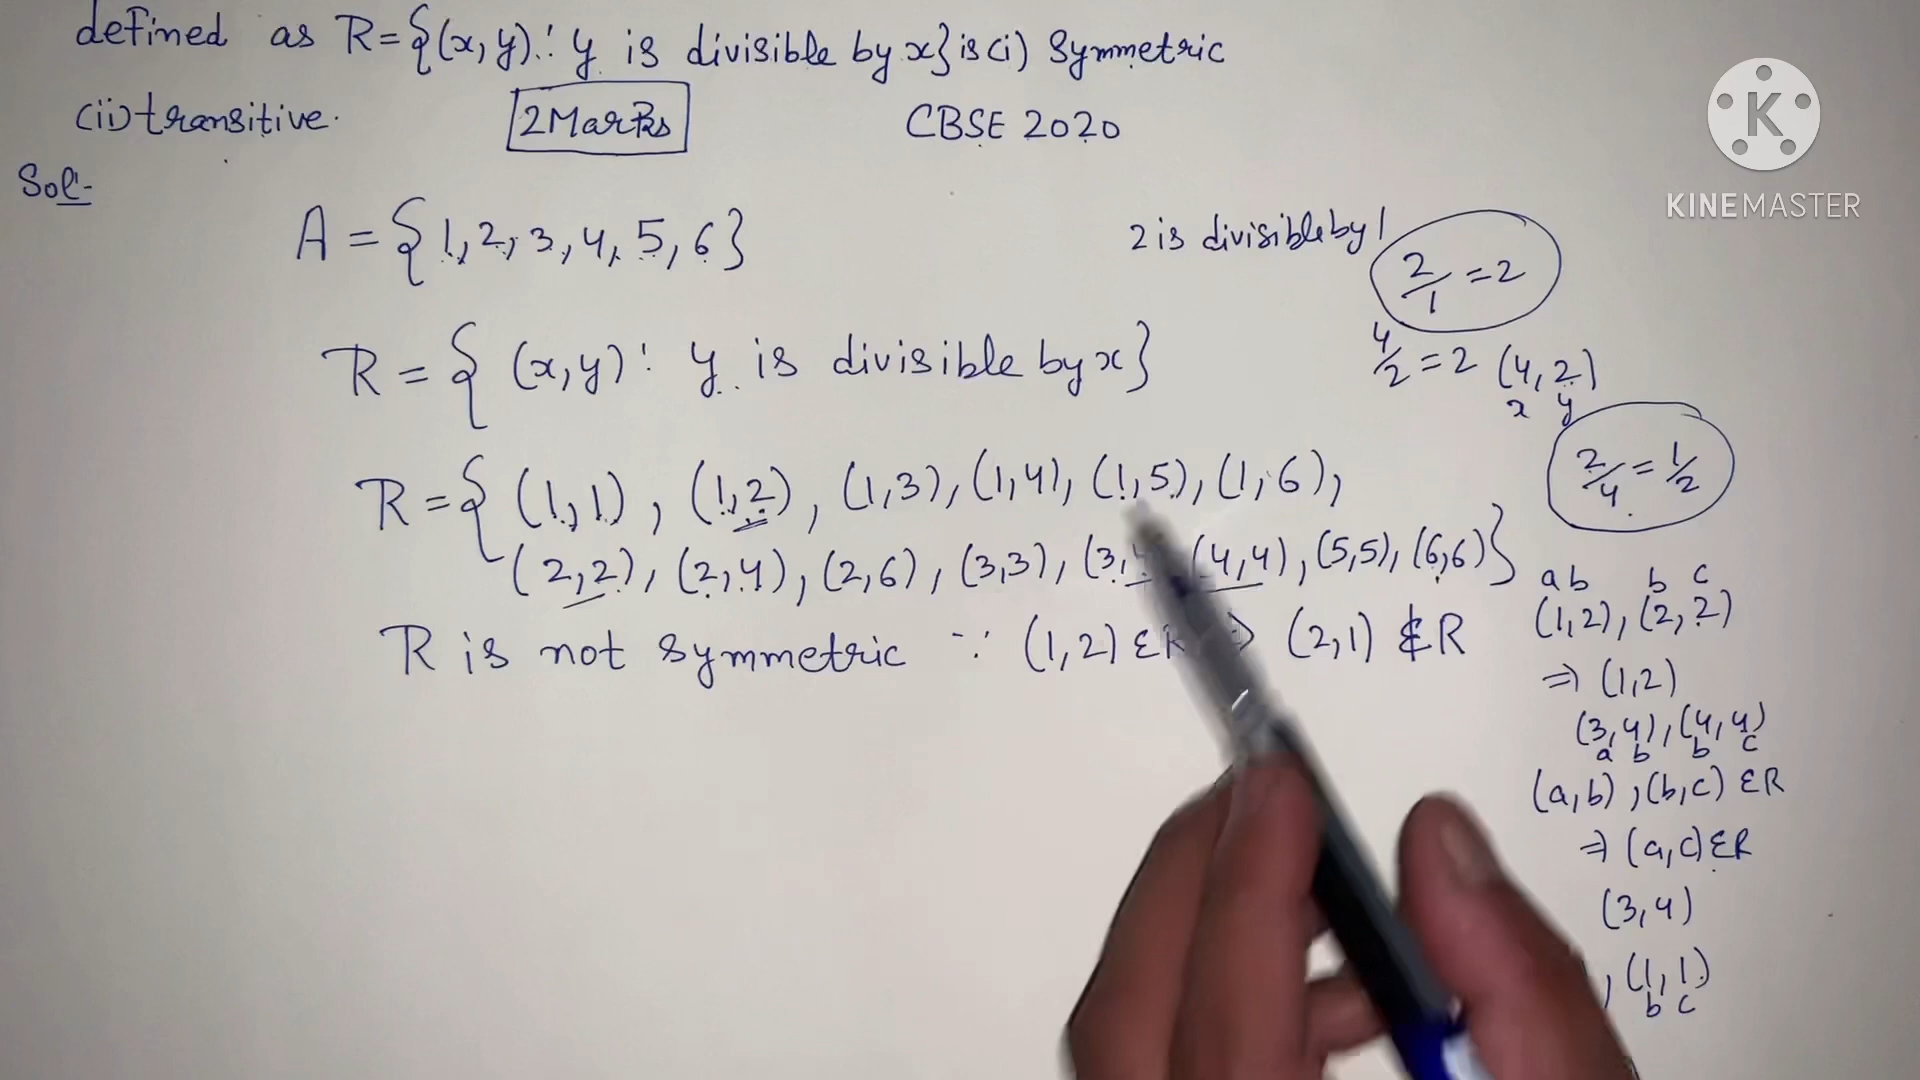 defined as R={(x,y): y is divisible by x} is (i) Symmetric
(ii) transitive. 2 Marks CBSE 2020
K
KINEMASTER
Sol:-
A = {1,2,3,4,5,6}
2 is divisible by 1
2/1 = 2
R = { (x,y): y is divisible by x}
4/2 = 2 (4,2)
x y
2/4 = 1/2
R = { (1,1), (1,2), (1,3), (1,4), (1,5), (1,6),
(2,2), (2,4), (2,6), (3,3), (3,4 (4,4), (5,5), (6,6)}
R is not symmetric ∵ (1,2) ∈ R ⇒ (2,1) ∉ R
a b b c
(1,2), (2,2)
⇒ (1,2)
(3,4), (4,4)
a b b c
(a,b), (b,c) ∈R
⇒ (a,c) ∈R
(3,4)
, (1,1)
b c